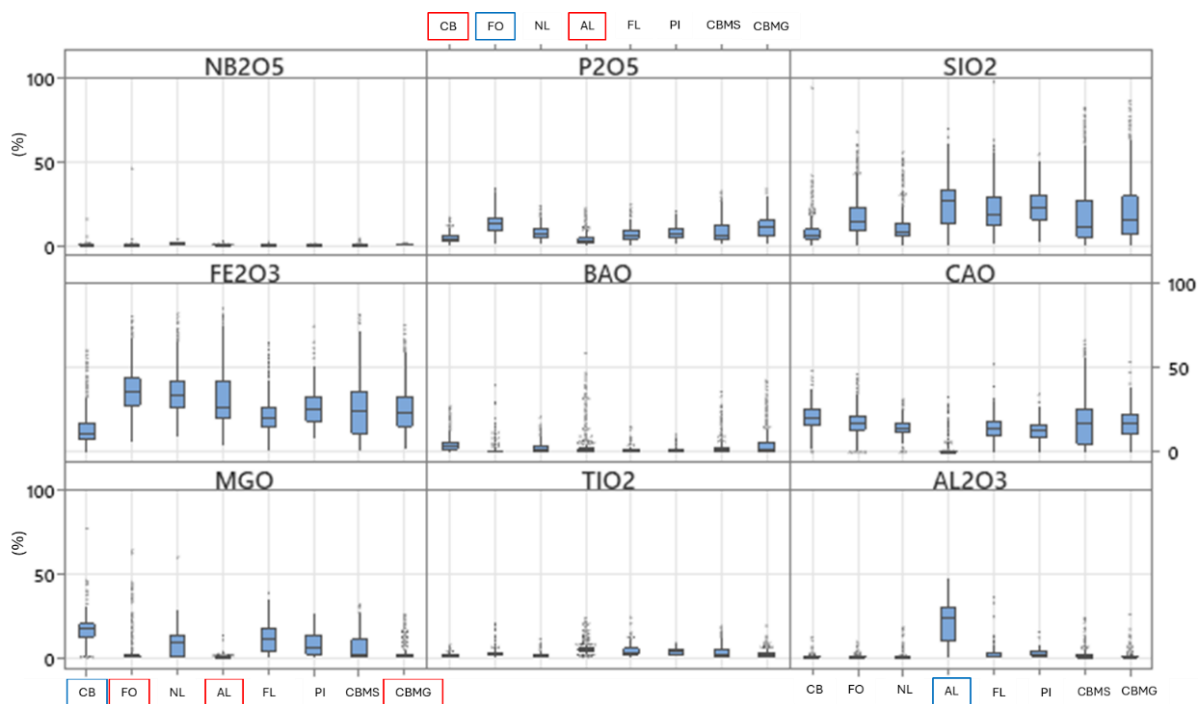 CB FO NL AL FL PI CBMS CBMG
NB2O5 P2O5 SIO2
100
(%)
50
0
FE2O3 BAO CAO
100
50
0
MGO TIO2 AL2O3
100
(%)
50
0
CB FO NL AL FL PI CBMS CBMG CB FO NL AL FL PI CBMS CBMG